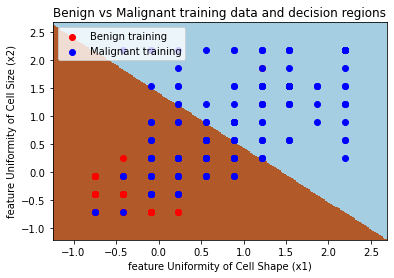 Benign vs Malignant training data and decision regions
Benign training
Malignant training
feature Uniformity of Cell Size (x2)
2.5
2.0
1.5
1.0
0.5
0.0
−0.5
−1.0
−1.0 −0.5 0.0 0.5 1.0 1.5 2.0 2.5
feature Uniformity of Cell Shape (x1)